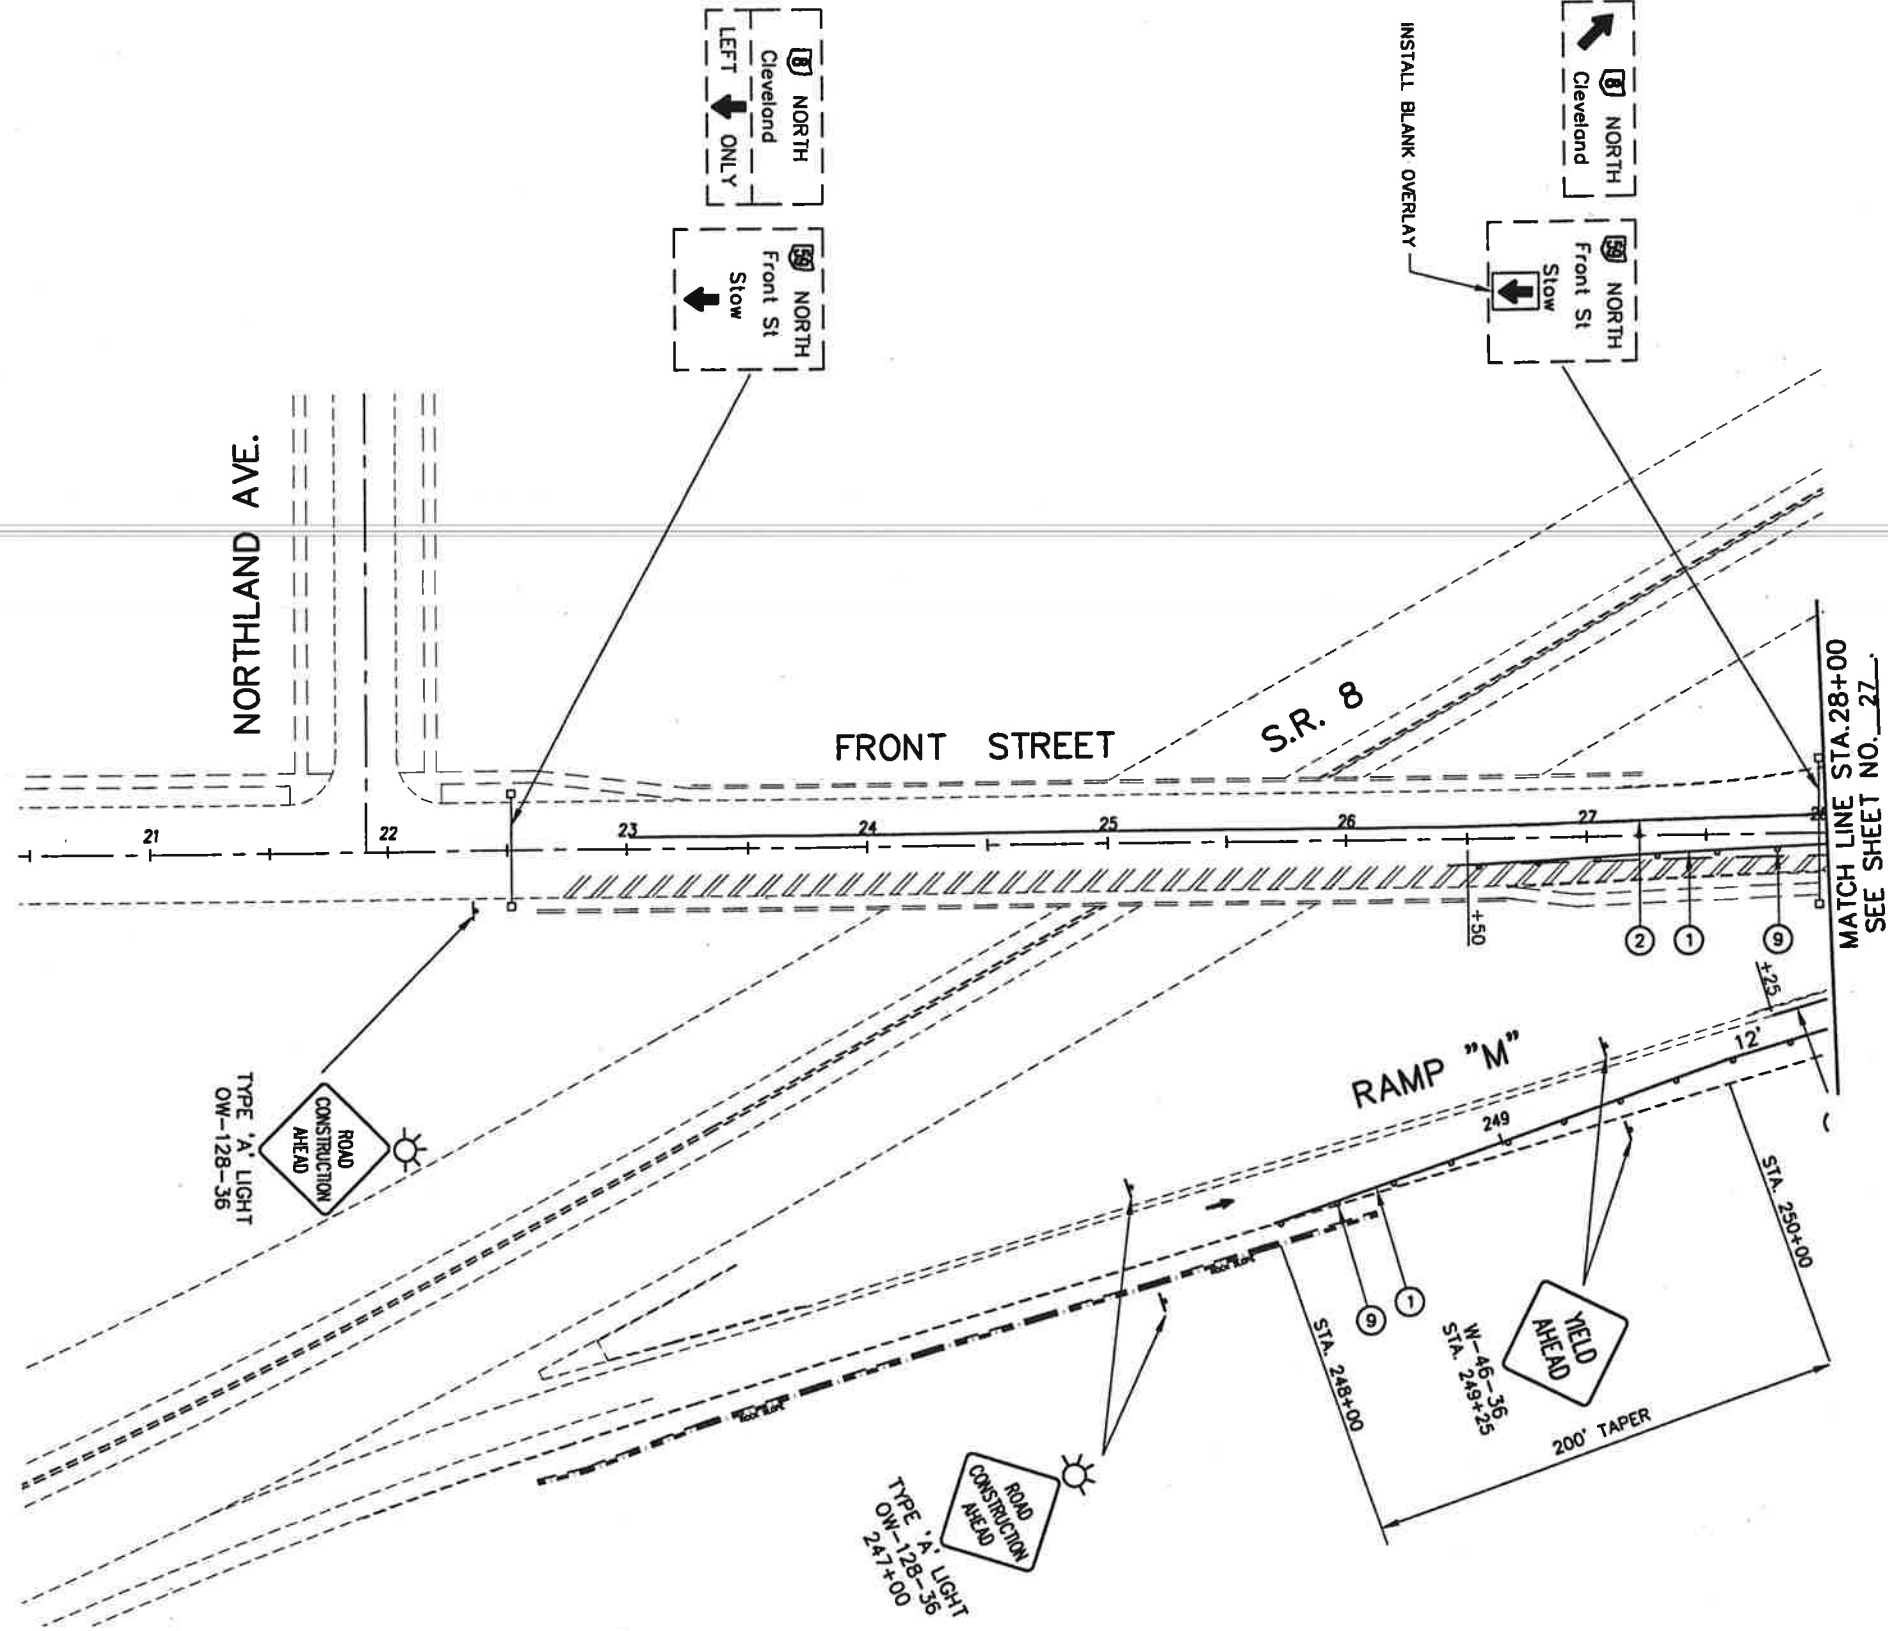 8 NORTH
Cleveland
LEFT ONLY
59 NORTH
Front St
Stow
8 NORTH
Cleveland
59 NORTH
Front St
Stow
INSTALL BLANK OVERLAY
NORTHLAND AVE.
FRONT STREET
S.R. 8
MATCH LINE STA.28+00
SEE SHEET NO. 27.
21
22
23
24
25
26
27
+50
2
1
9
+25
12'
RAMP "M"
249
STA. 250+00
STA. 248+00
200' TAPER
9
1
YIELD
AHEAD
W-46-36
STA. 249+25
ROAD
CONSTRUCTION
AHEAD
TYPE 'A' LIGHT
OW-128-36
ROAD
CONSTRUCTION
AHEAD
TYPE 'A' LIGHT
OW-128-36
247+00